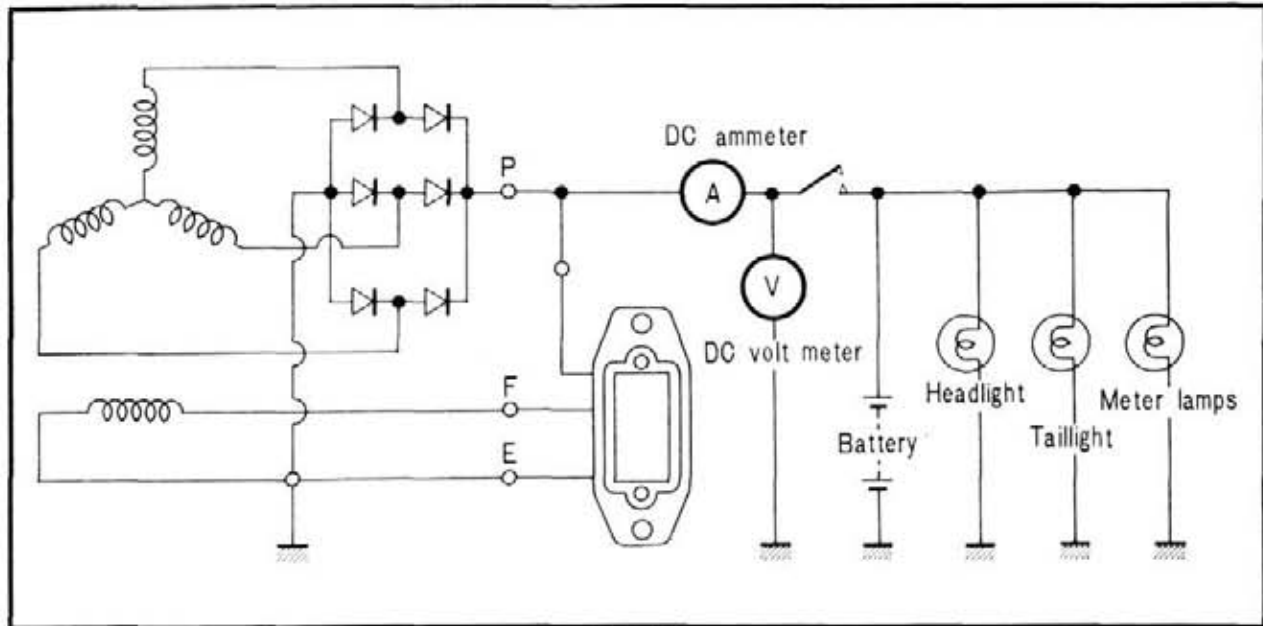 P
DC ammeter
A
V
DC volt meter
F
E
Headlight
Meter lamps
Battery
Taillight